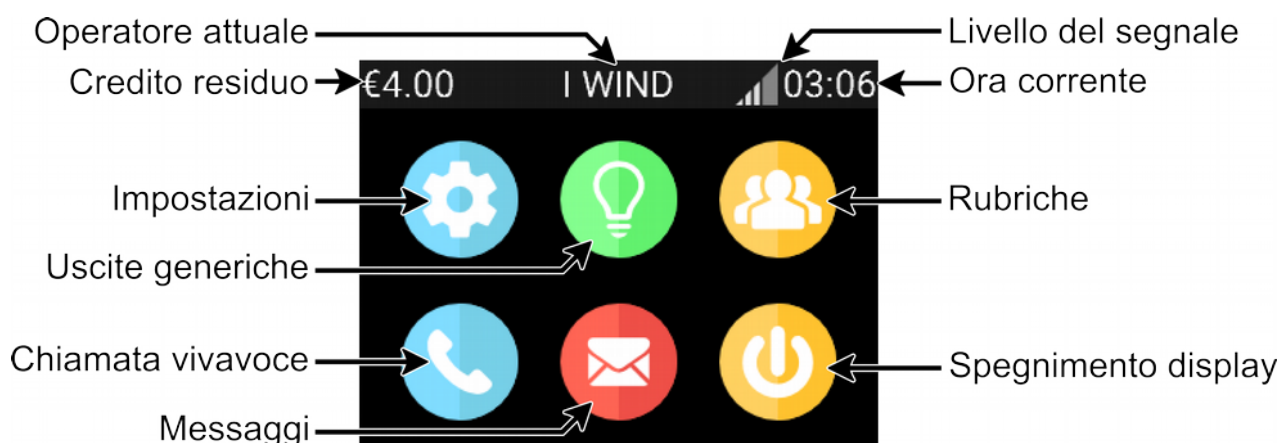 Operatore attuale
Livello del segnale
Credito residuo
€4.00 I WIND 03:06
Ora corrente
Impostazioni
Rubriche
Uscite generiche
Chiamata vivavoce
Spegnimento display
Messaggi